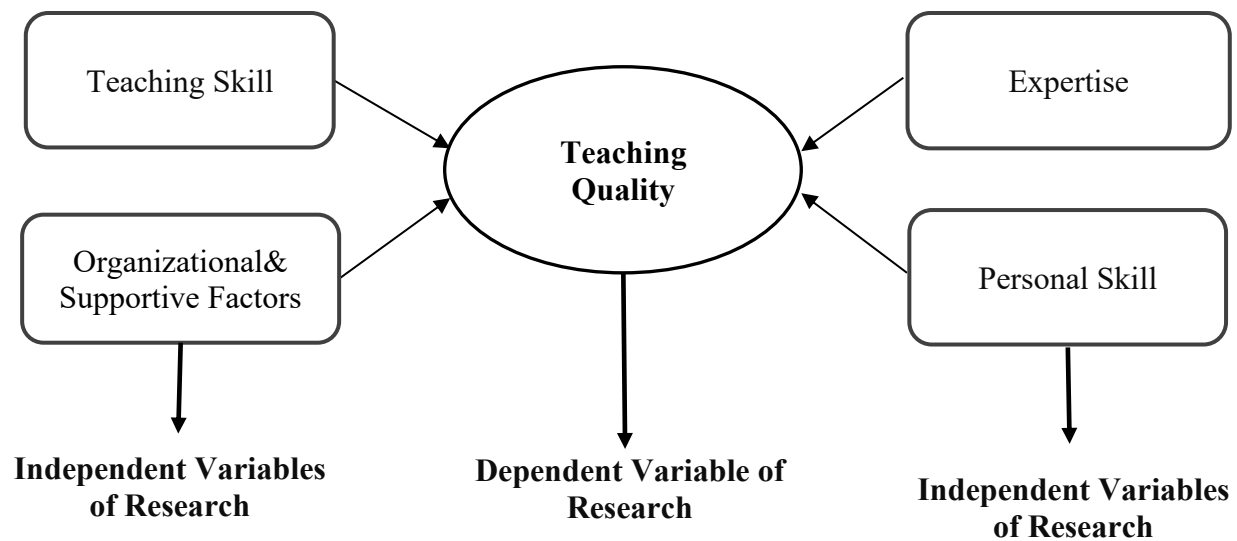 Teaching Skill
Expertise
Teaching
Quality
Organizational&
Supportive Factors
Personal Skill
Independent Variables
of Research
Dependent Variable of
Research
Independent Variables
of Research